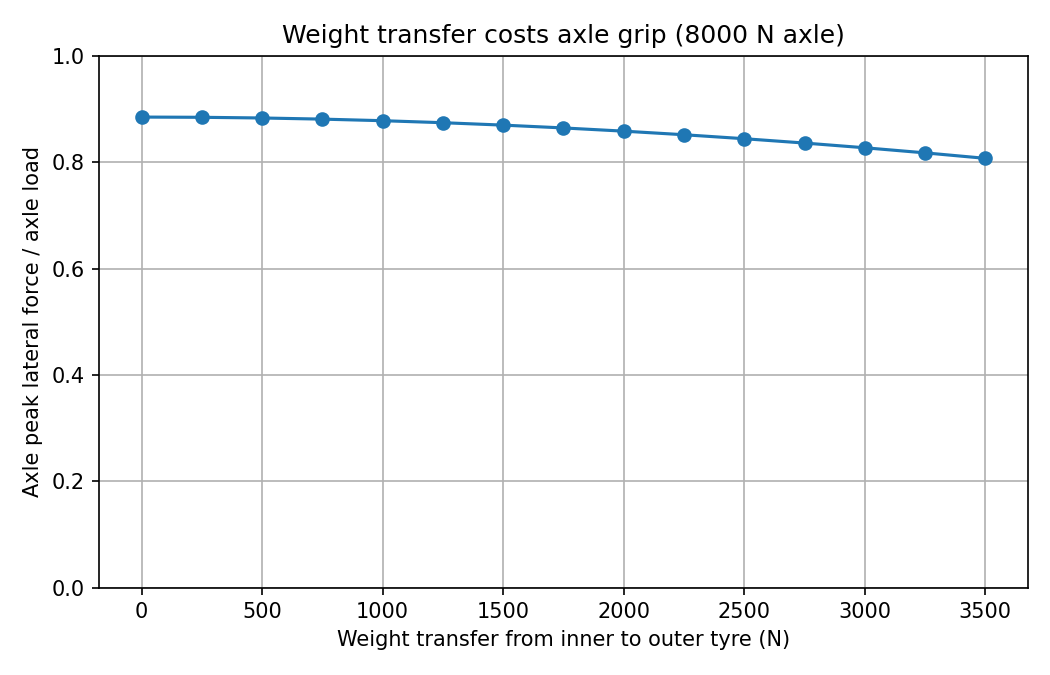 Weight transfer costs axle grip (8000 N axle)
Axle peak lateral force / axle load
1.0
0.8
0.6
0.4
0.2
0.0
0 500 1000 1500 2000 2500 3000 3500
Weight transfer from inner to outer tyre (N)